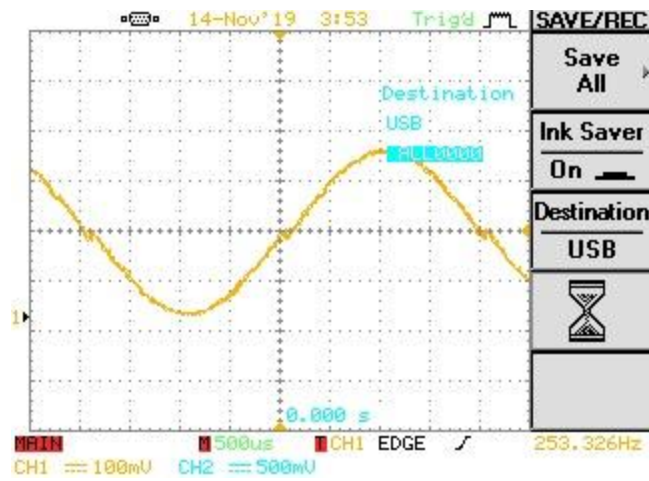 14-Nov'19 3:53 Trig'd SAVE/REC
Save
All
Destination
USB
ALL0000
Ink Saver
On
Destination
USB
1
0.000 s
MAIN M 500us T CH1 EDGE 253.326Hz
CH1 100mV CH2 500mV